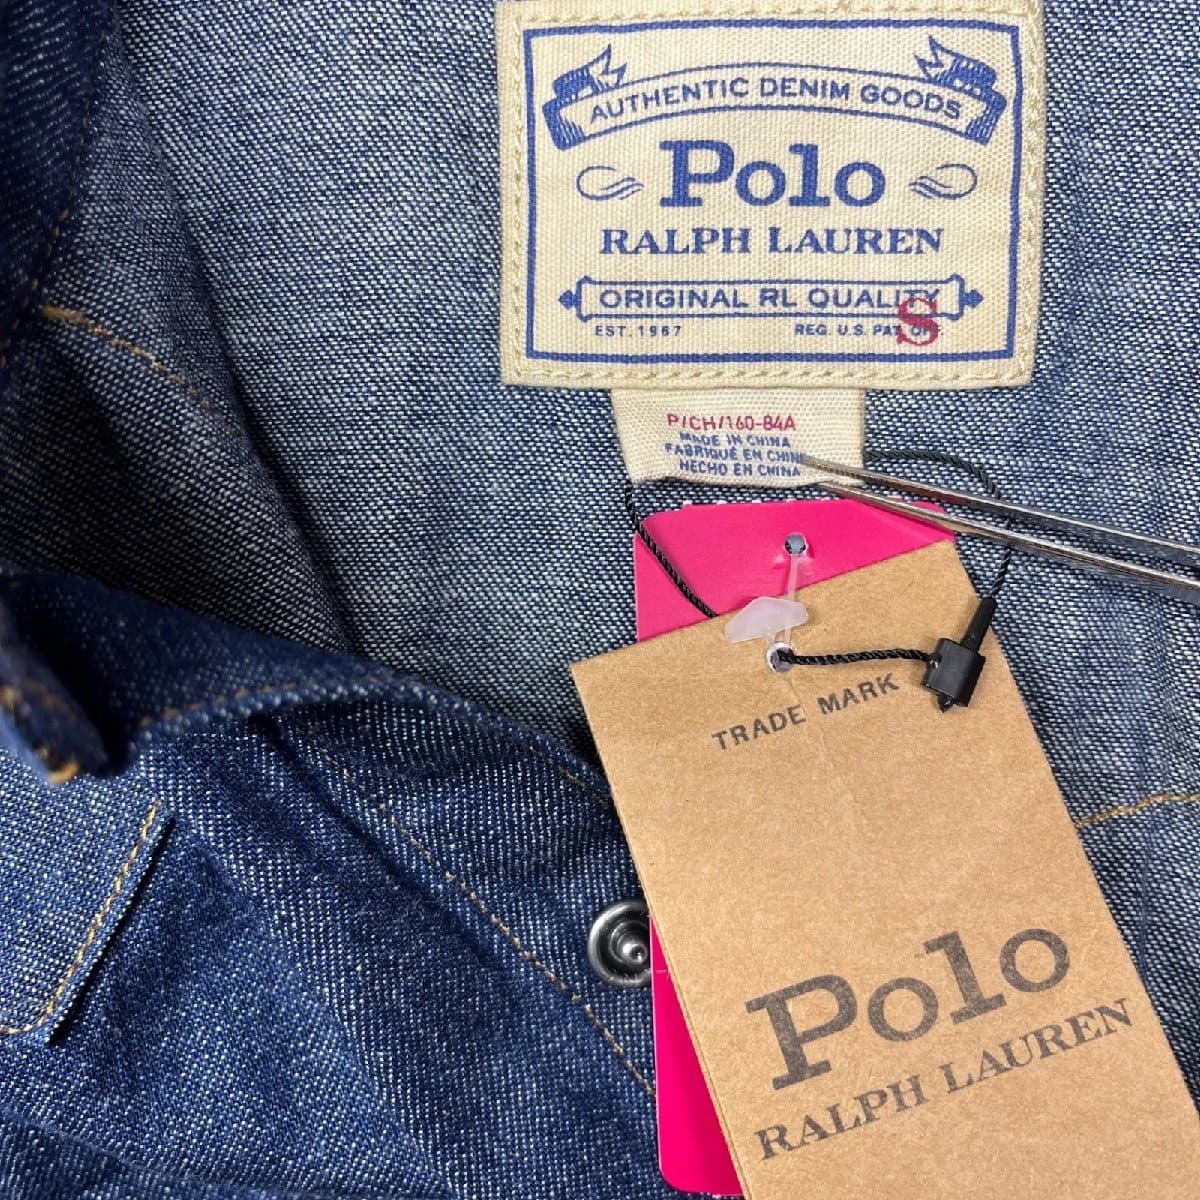 AUTHENTIC DENIM GOODS
Polo
RALPH LAUREN
ORIGINAL RL QUALITY
EST. 1967 REG. U.S. PAT. OFF.
S
P/CH/160-84A
MADE IN CHINA
FABRIQUÉ EN CHINE
HECHO EN CHINA
TRADE MARK
Polo
RALPH LAUREN